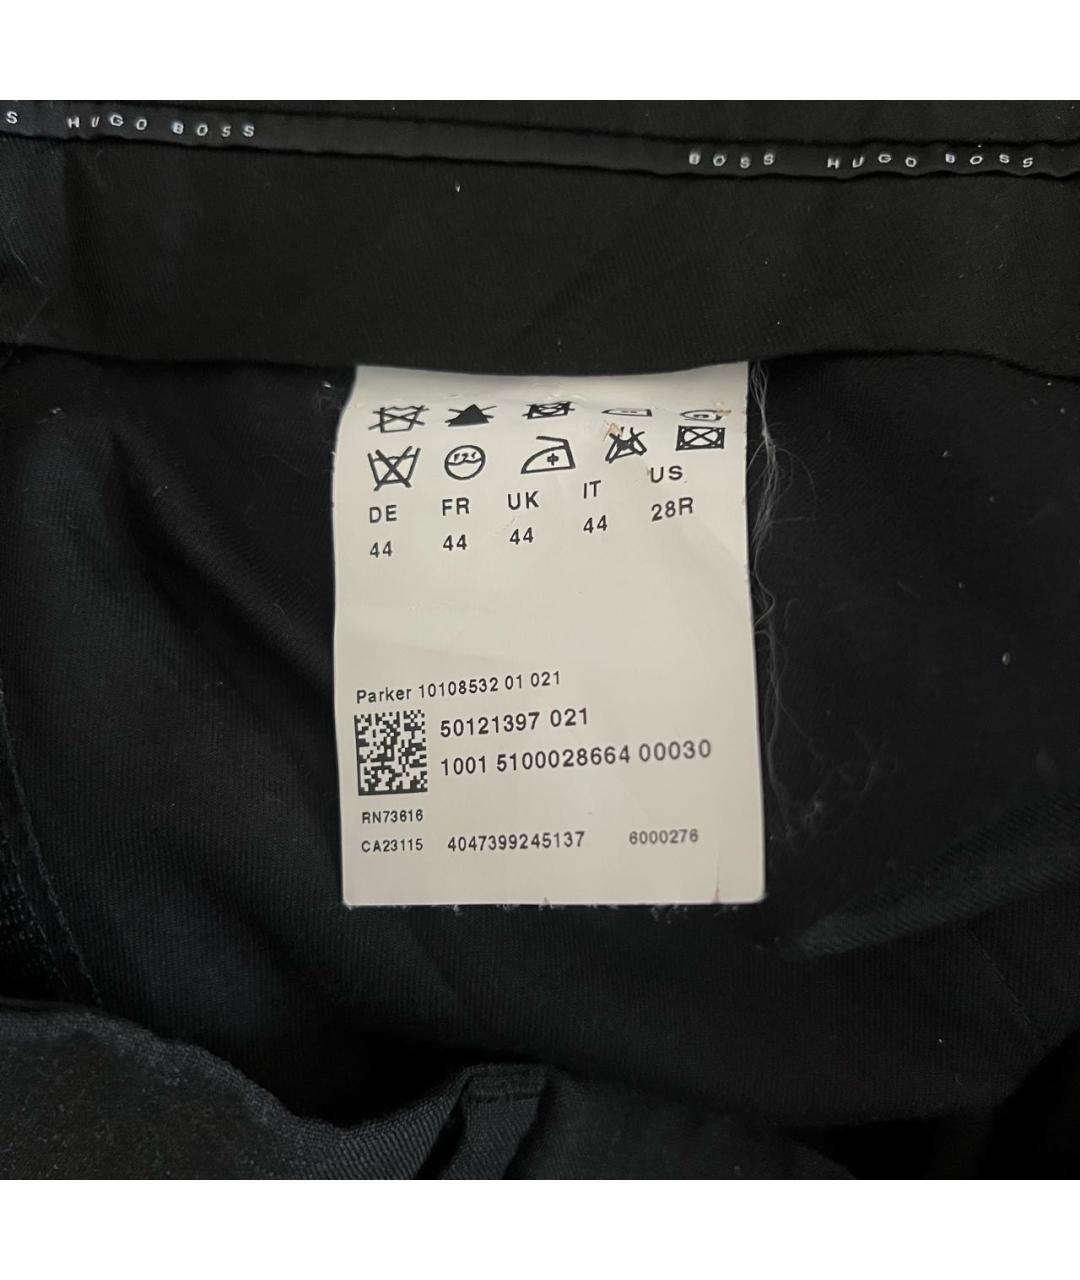 S HUGO BOSS BOSS HUGO BOSS
DE FR UK IT US
44 44 44 44 28R
Parker 10108532 01 021
50121397 021
1001 5100028664 00030
RN73616
CA23115 4047399245137 6000276